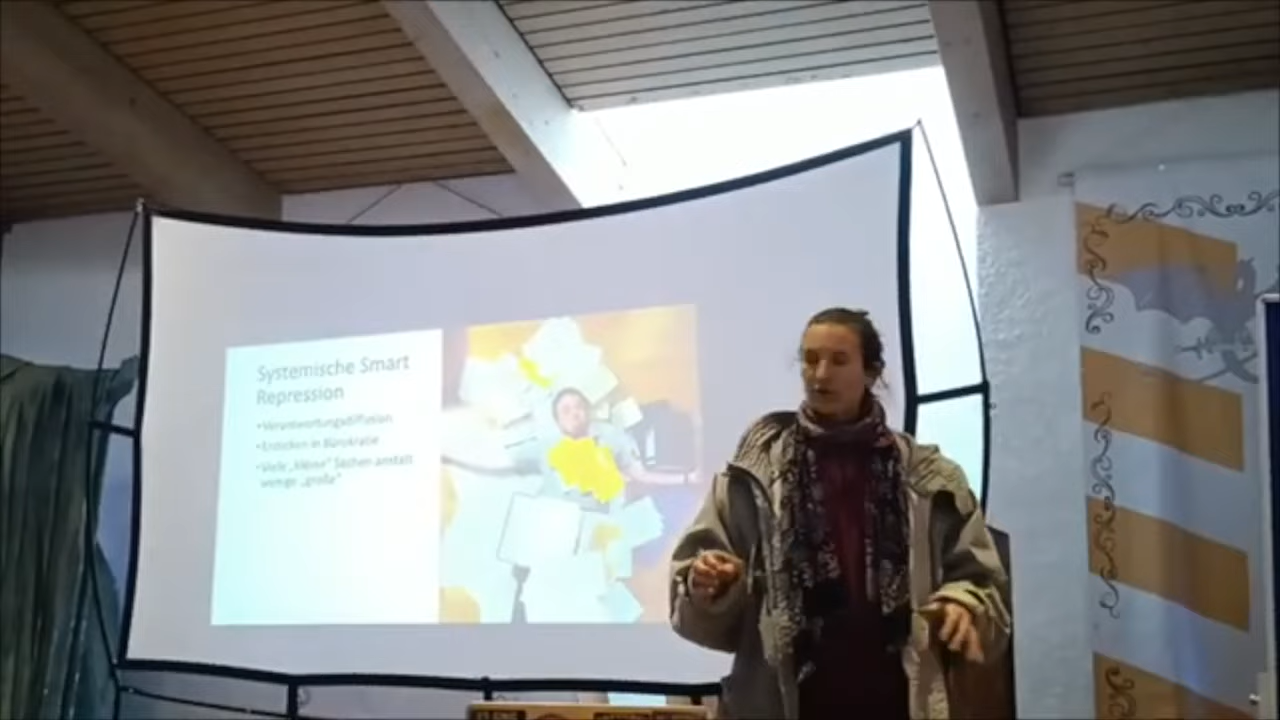 Systemische Smart
Repression
• Verantwortungsdiffusion
• Ersticken in Bürokratie
• Viele „kleine“ Sachen anstatt
wenige „große“